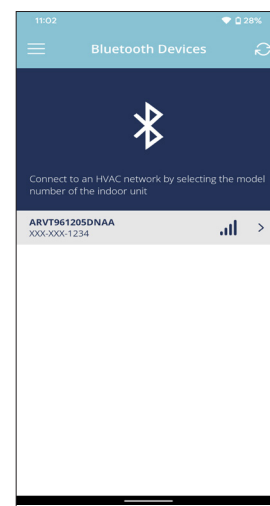 11:02
28%
Bluetooth Devices
Connect to an HVAC network by selecting the model
number of the indoor unit
ARVT961205DNAA
XXX-XXX-1234